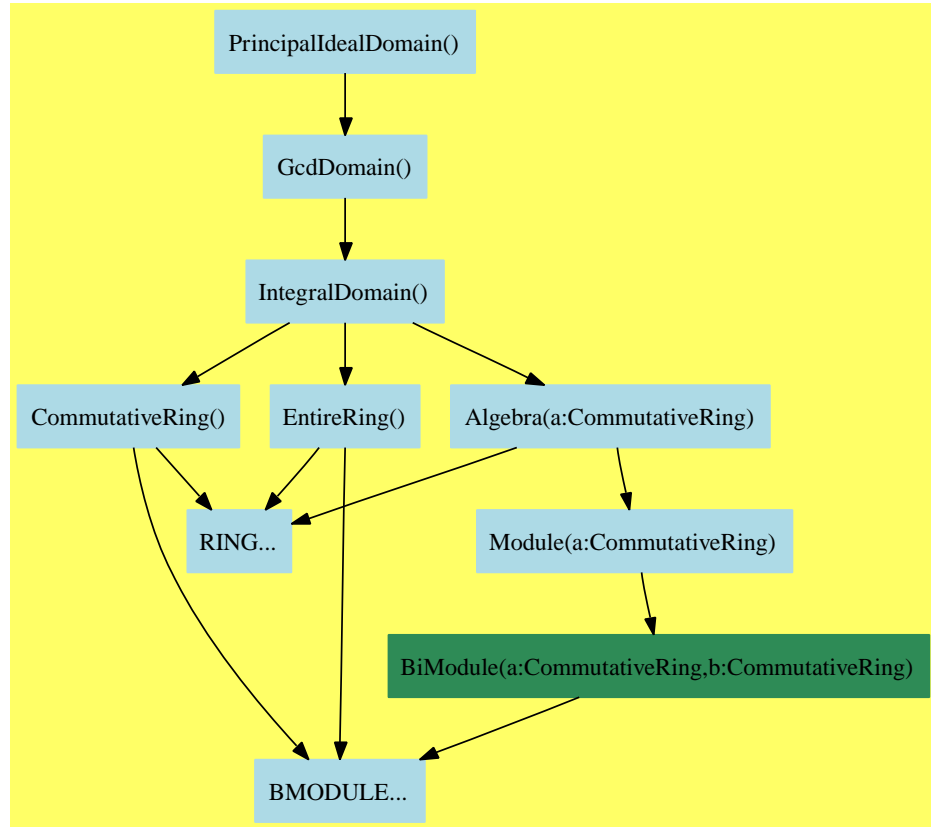 PrincipalIdealDomain()
GcdDomain()
IntegralDomain()
CommutativeRing()
EntireRing()
Algebra(a:CommutativeRing)
RING...
Module(a:CommutativeRing)
BiModule(a:CommutativeRing,b:CommutativeRing)
BMODULE...